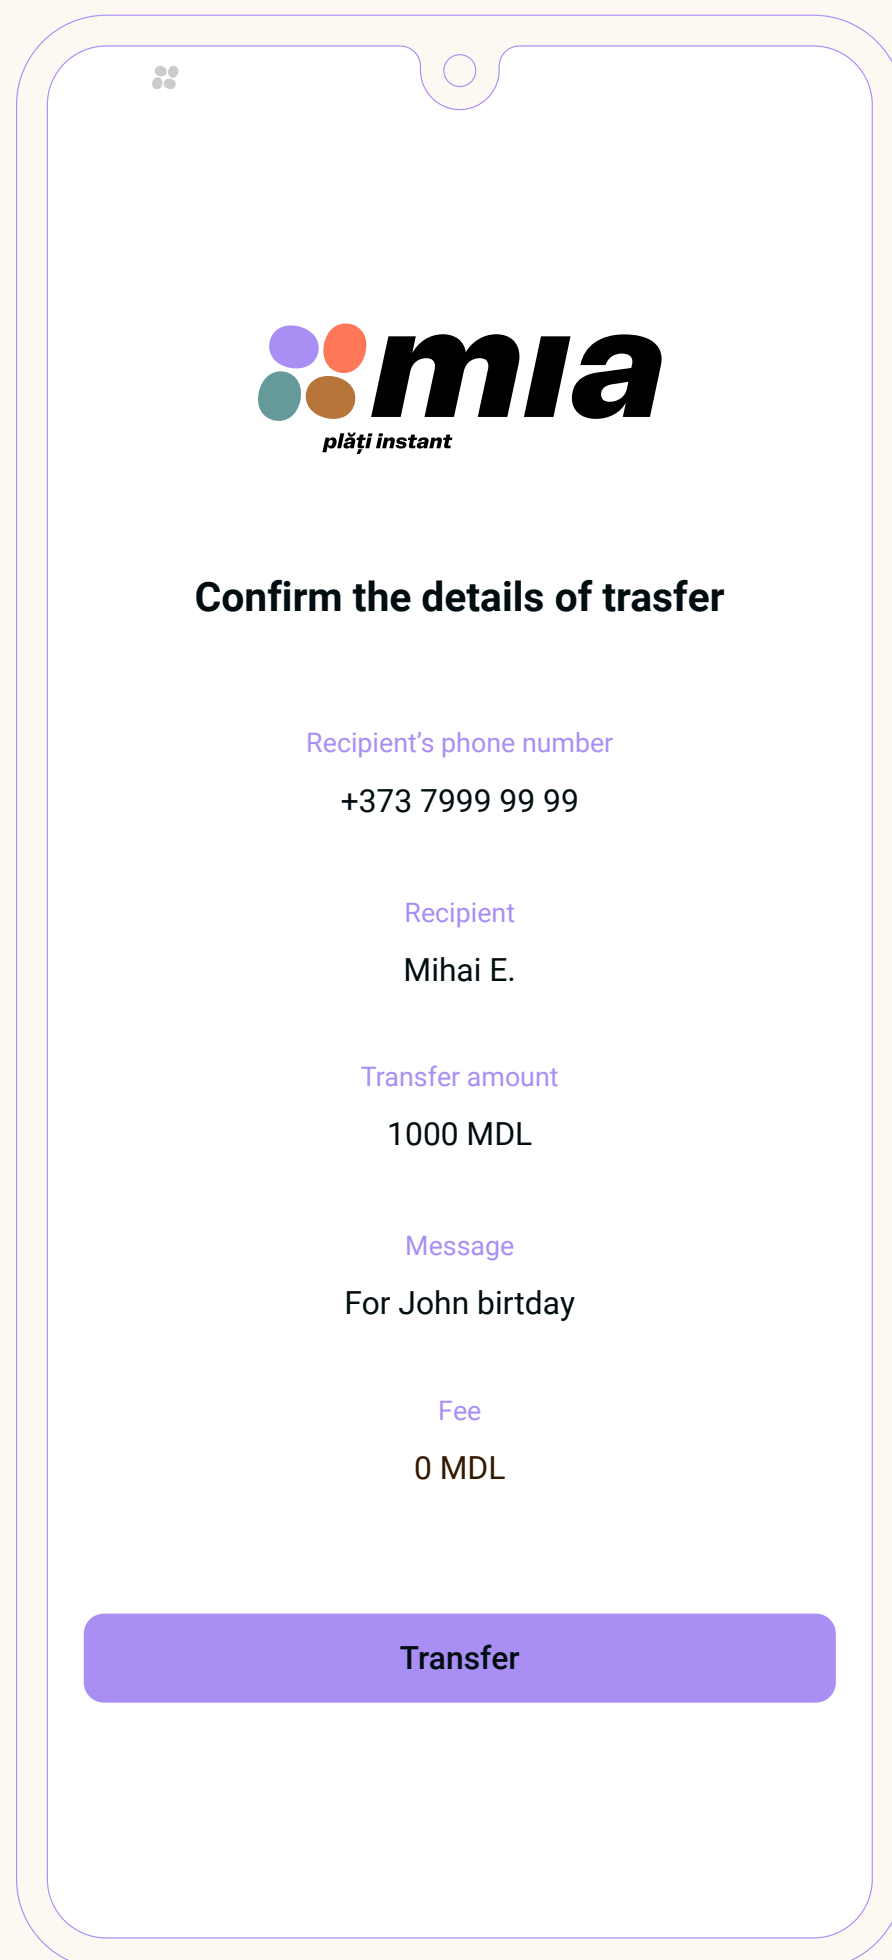 mia
plăți instant
Confirm the details of trasfer
Recipient’s phone number
+373 7999 99 99
Recipient
Mihai E.
Transfer amount
1000 MDL
Message
For John birtday
Fee
0 MDL
Transfer